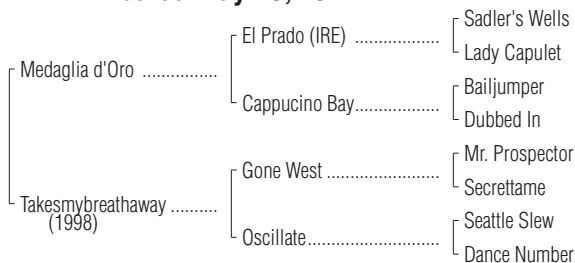 Sadler's Wells
El Prado (IRE) ...................
Lady Capulet
Medaglia d'Oro ................
Bailjumper
Cappucino Bay...................
Dubbed In
Mr. Prospector
Gone West .........................
Secrettame
Takesmybreathaway ..........
(1998)
Seattle Slew
Oscillate.............................
Dance Number